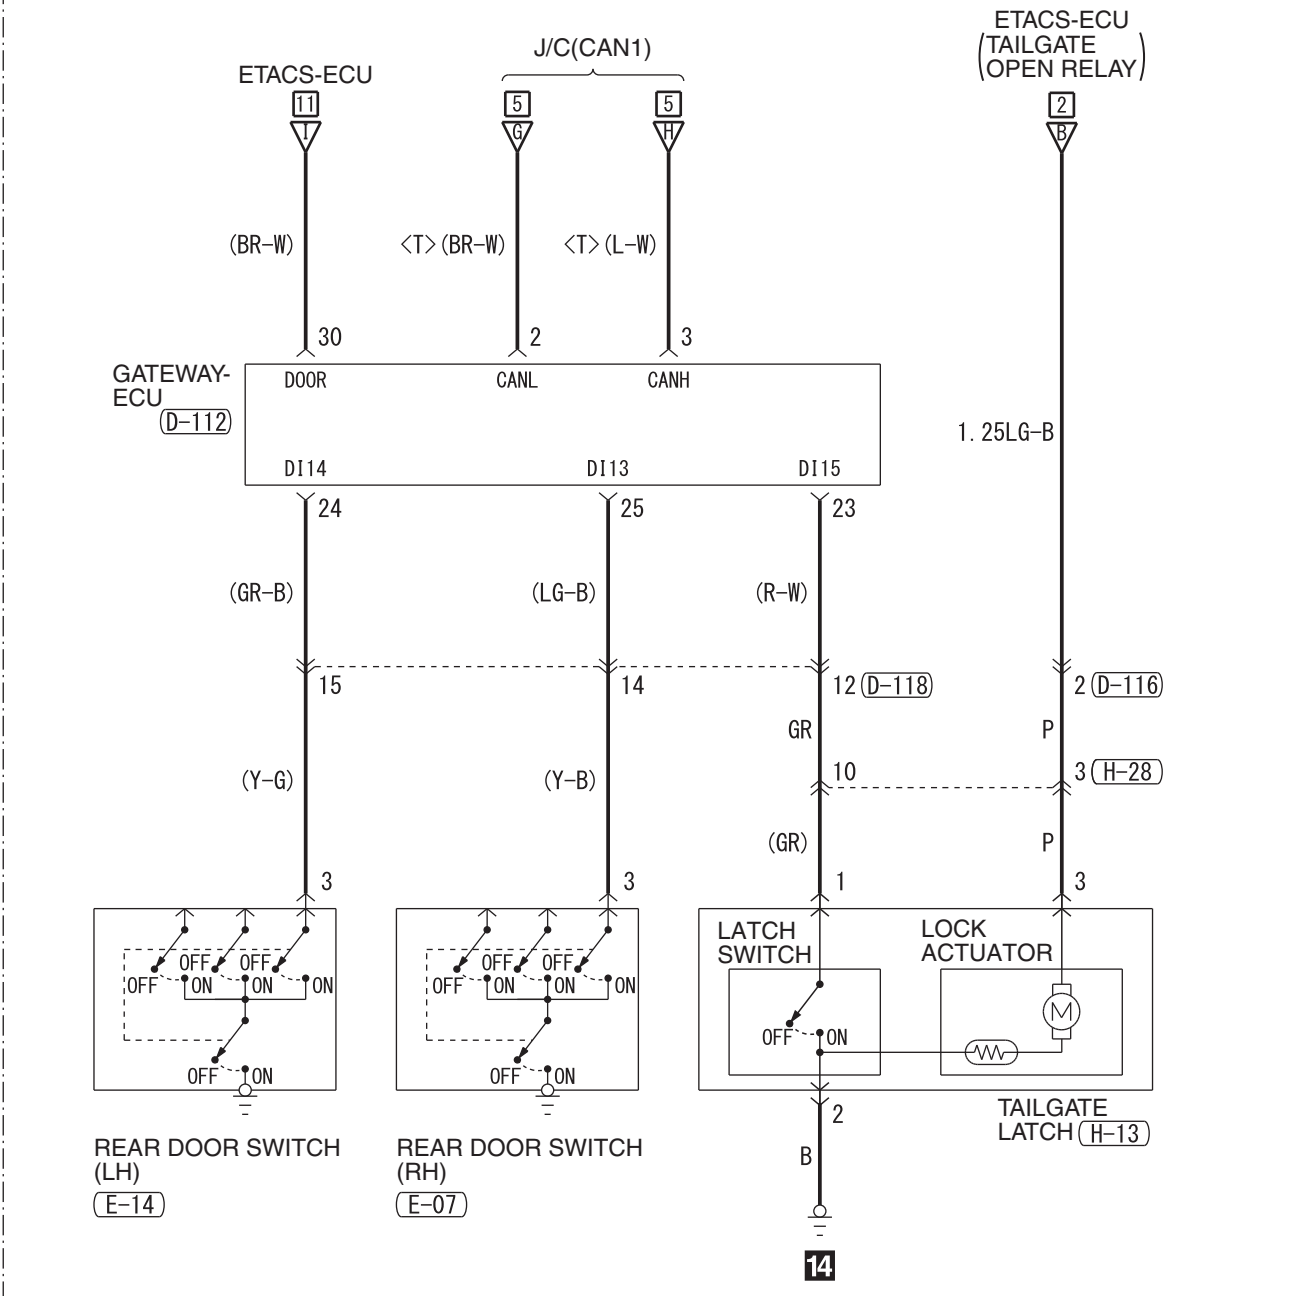 ETACS-ECU
J/C(CAN1)
ETACS-ECU
(TAILGATE
OPEN RELAY)
11
5
5
2
I
G
H
B
(BR-W)
<T>(BR-W)
<T>(L-W)
30
2
3
GATEWAY-
ECU
D-112
DOOR
CANL
CANH
1.25LG-B
DI14
DI13
DI15
24
25
23
(GR-B)
(LG-B)
(R-W)
15
14
12 D-118
2 D-116
GR
P
(Y-G)
(Y-B)
10
3 H-28
(GR)
P
3
3
1
3
LATCH
SWITCH
LOCK
ACTUATOR
OFF OFF
OFF ON ON ON
OFF ON
OFF OFF
OFF ON ON ON
OFF ON
OFF ON
M
2
TAILGATE
LATCH H-13
REAR DOOR SWITCH
(LH)
E-14
REAR DOOR SWITCH
(RH)
E-07
B
14